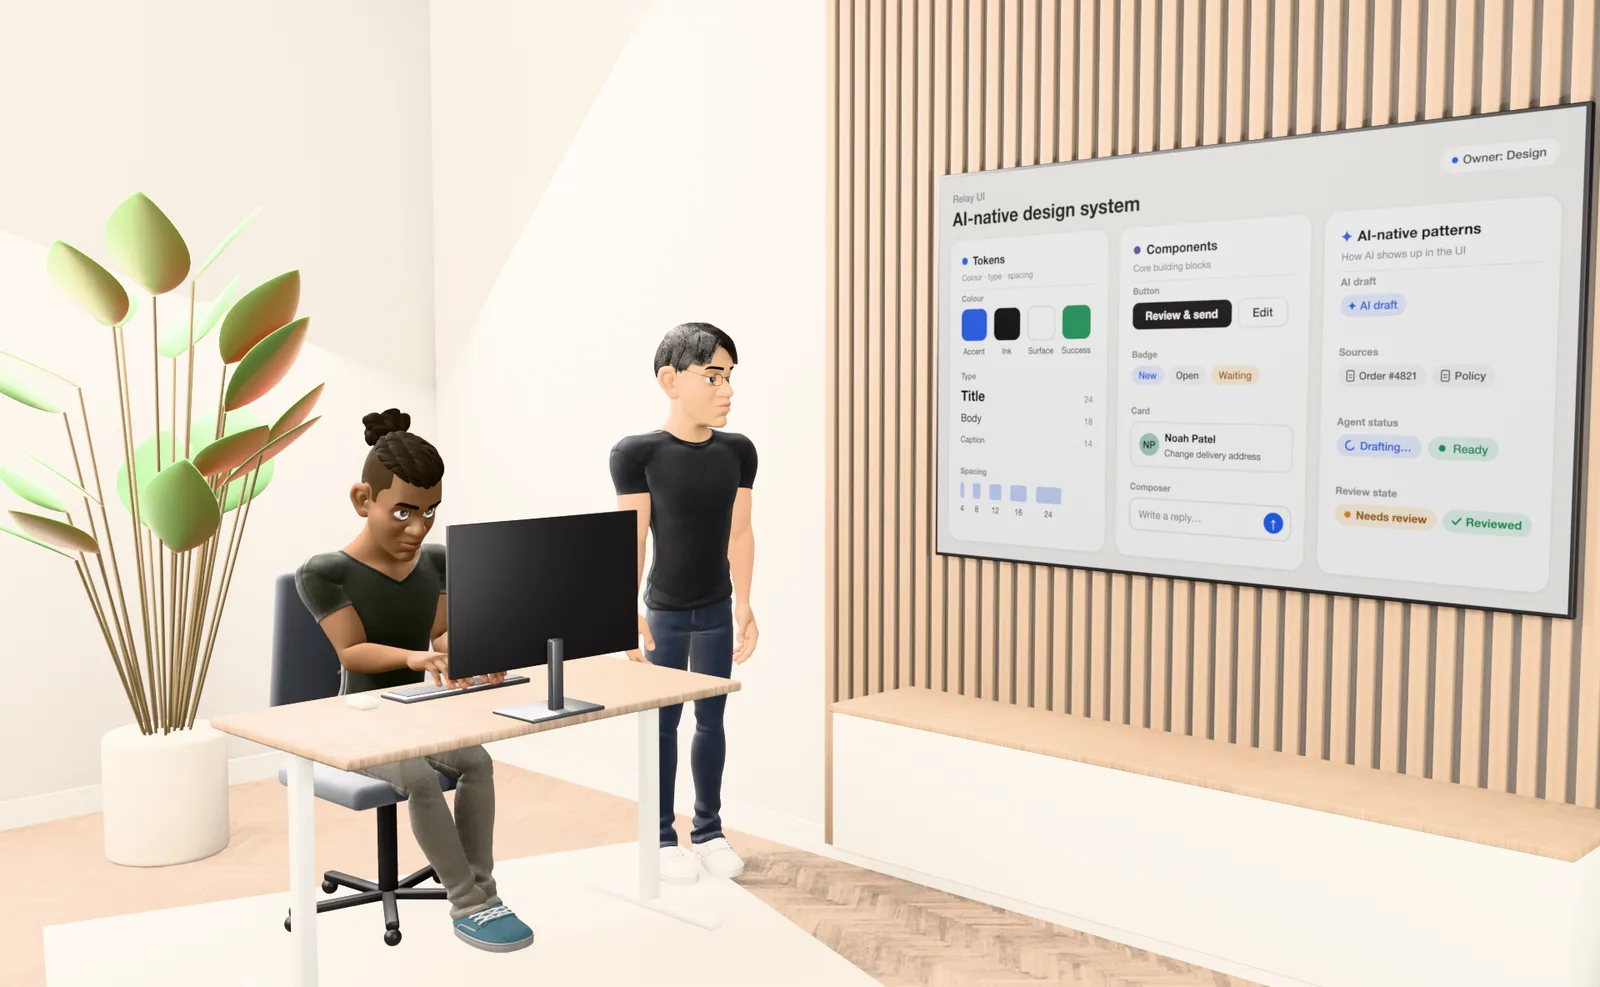 Owner: Design
Relay UI
AI-native design system
Tokens
Colour · type · spacing
Colour
Accent Ink Surface Success
Type
Title 24
Body 18
Caption 14
Spacing
4 8 12 16 24
Components
Core building blocks
Button
Review & send Edit
Badge
New Open Waiting
Card
NP
Noah Patel
Change delivery address
Composer
Write a reply...
AI-native patterns
How AI shows up in the UI
AI draft
AI draft
Sources
Order #4821 Policy
Agent status
Drafting... Ready
Review state
Needs review Reviewed